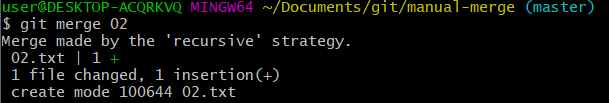 user@DESKTOP-ACQRKVQ MINGW64 ~/Documents/git/manual-merge (master)
$ git merge 02
Merge made by the 'recursive' strategy.
02.txt | 1 +
1 file changed, 1 insertion(+)
create mode 100644 02.txt